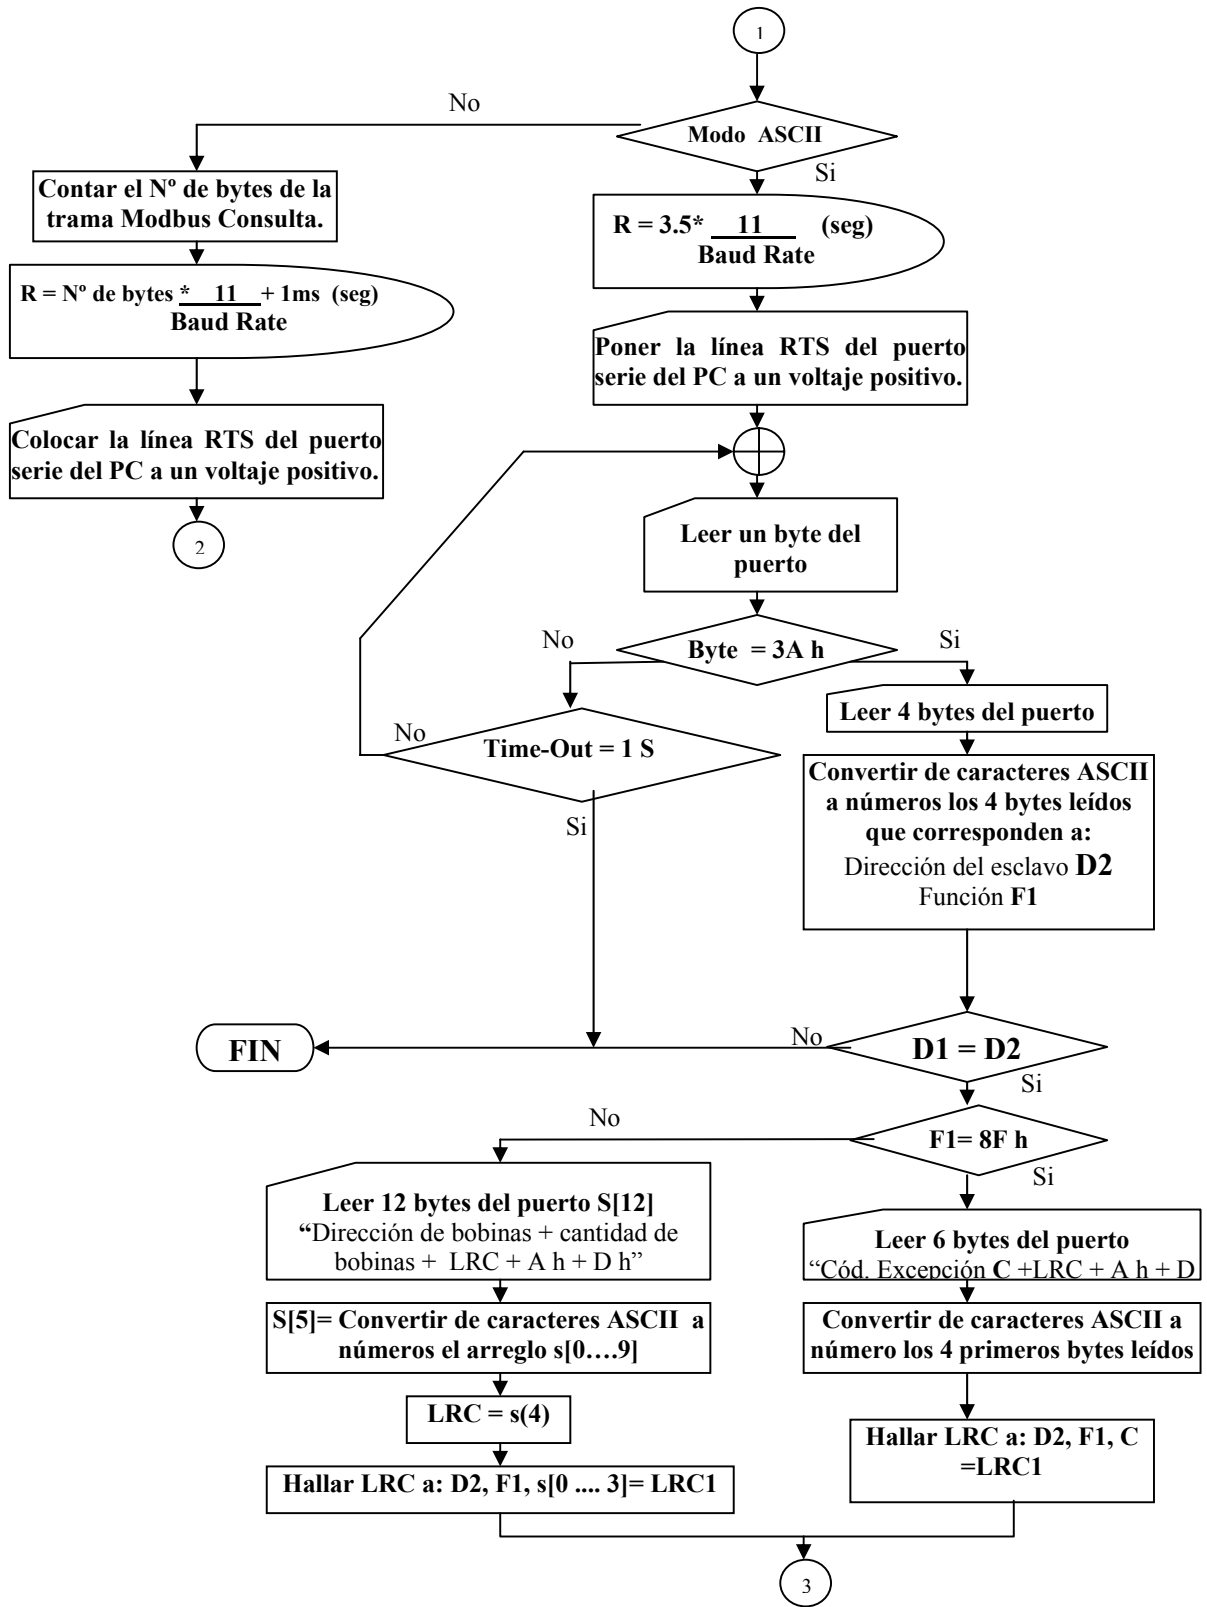 1
No
Modo ASCII
Si
Contar el Nº de bytes de la
trama Modbus Consulta.
R = 3.5* 11 (seg)
Baud Rate
R = Nº de bytes * 11 + 1ms (seg)
Baud Rate
Poner la línea RTS del puerto
serie del PC a un voltaje positivo.
Colocar la línea RTS del puerto
serie del PC a un voltaje positivo.
2
Leer un byte del
puerto
No
Byte = 3A h
Si
Leer 4 bytes del puerto
No
Time-Out = 1 S
Si
Convertir de caracteres ASCII
a números los 4 bytes leídos
que corresponden a:
Dirección del esclavo D2
Función F1
FIN
No
D1 = D2
Si
No
F1= 8F h
Si
Leer 12 bytes del puerto S[12]
“Dirección de bobinas + cantidad de
bobinas + LRC + A h + D h”
Leer 6 bytes del puerto
“Cód. Excepción C +LRC + A h + D
S[5]= Convertir de caracteres ASCII a
números el arreglo s[0….9]
Convertir de caracteres ASCII a
número los 4 primeros bytes leídos
LRC = s(4)
Hallar LRC a: D2, F1, C
=LRC1
Hallar LRC a: D2, F1, s[0 .... 3]= LRC1
3